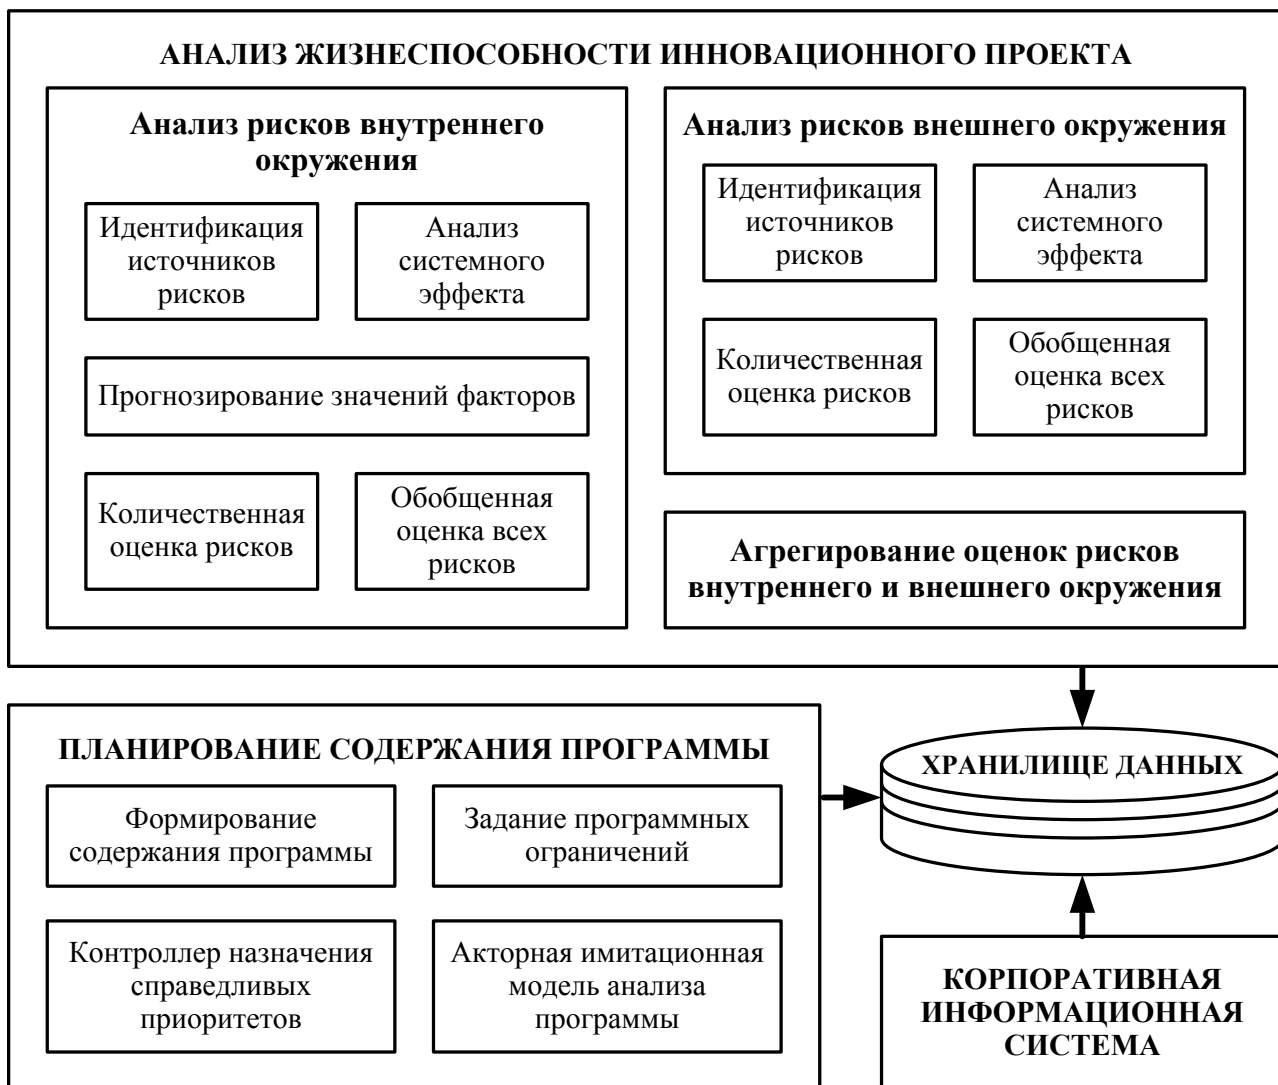 АНАЛИЗ ЖИЗНЕСПОСОБНОСТИ ИННОВАЦИОННОГО ПРОЕКТА
Анализ рисков внутреннего
окружения
Идентификация
источников
рисков
Анализ
системного
эффекта
Прогнозирование значений факторов
Количественная
оценка рисков
Обобщенная
оценка всех
рисков
Анализ рисков внешнего окружения
Идентификация
источников
рисков
Анализ
системного
эффекта
Количественная
оценка рисков
Обобщенная
оценка всех
рисков
Агрегирование оценок рисков
внутреннего и внешнего окружения
ПЛАНИРОВАНИЕ СОДЕРЖАНИЯ ПРОГРАММЫ
Формирование
содержания программы
Задание программных
ограничений
Контроллер назначения
справедливых
приоритетов
Акторная имитационная
модель анализа
программы
ХРАНИЛИЩЕ ДАННЫХ
КОРПОРАТИВНАЯ
ИНФОРМАЦИОННАЯ
СИСТЕМА